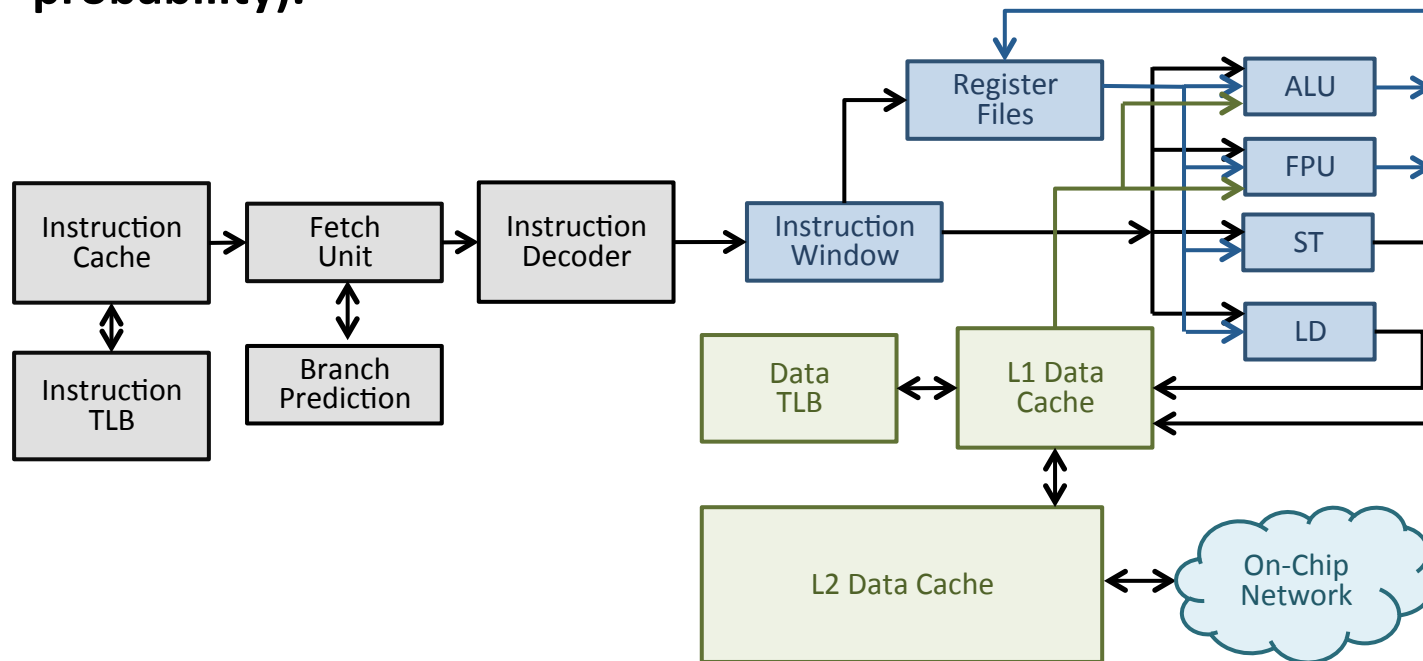 probability).
Register
Files
ALU
FPU
Instruction
Cache
Fetch
Unit
Instruction
Decoder
Instruction
Window
ST
LD
Instruction
TLB
Branch
Prediction
Data
TLB
L1 Data
Cache
L2 Data Cache
On-Chip
Network